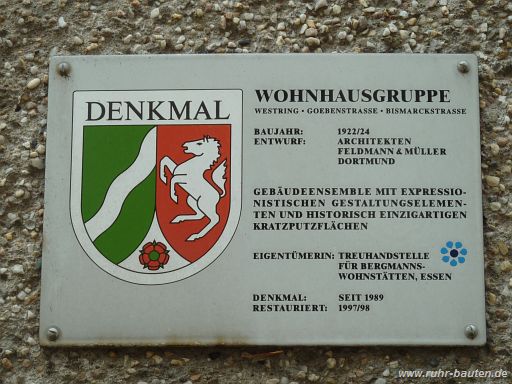 DENKMAL
WOHNHAUSGRUPPE
WESTRING • GOEBENSTRASSE • BISMARCKSTRASSE
BAUJAHR: 1922/24
ENTWURF: ARCHITEKTEN
FELDMANN & MÜLLER
DORTMUND
GEBÄUDEENSEMBLE MIT EXPRESSIO-
NISTISCHEN GESTALTUNGSELEMEN-
TEN UND HISTORISCH EINZIGARTIGEN
KRATZPUTZFLÄCHEN
EIGENTÜMERIN: TREUHANDSTELLE
FÜR BERGMANNS-
WOHNSTÄTTEN, ESSEN
DENKMAL: SEIT 1989
RESTAURIERT: 1997/98
© www.ruhr-bauten.de